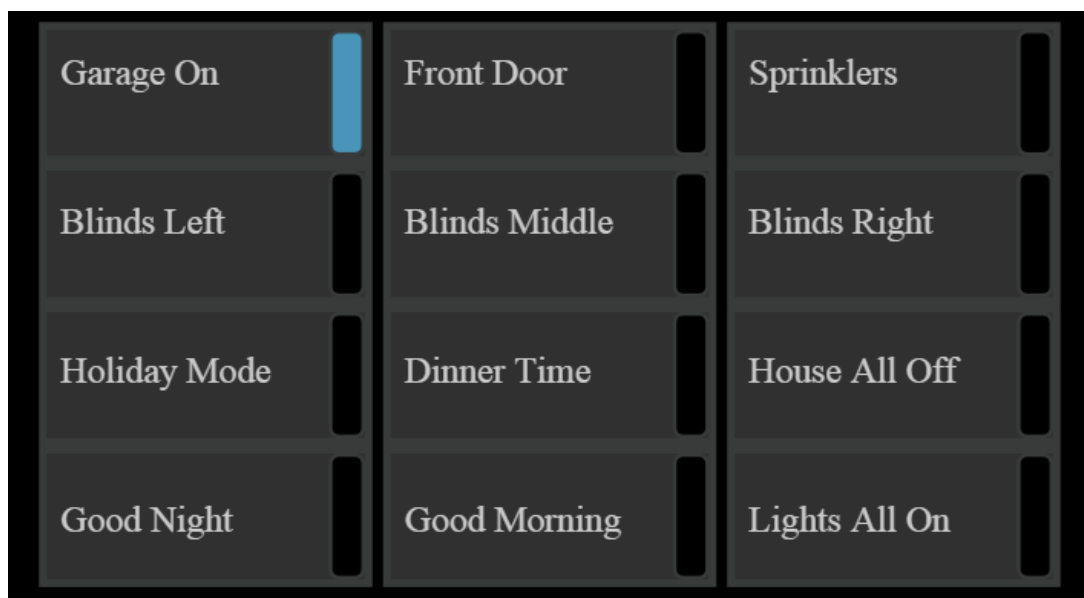 Garage On
Front Door
Sprinklers
Blinds Left
Blinds Middle
Blinds Right
Holiday Mode
Dinner Time
House All Off
Good Night
Good Morning
Lights All On